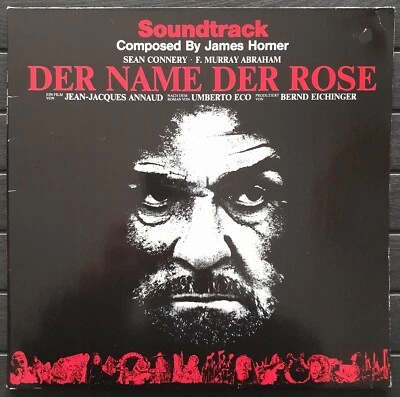 Soundtrack
Composed By James Horner
SEAN CONNERY · F. MURRAY ABRAHAM
DER NAME DER ROSE
EIN FILM VON JEAN-JACQUES ANNAUD NACH DEM ROMAN VON UMBERTO ECO PRODUZIERT VON BERND EICHINGER